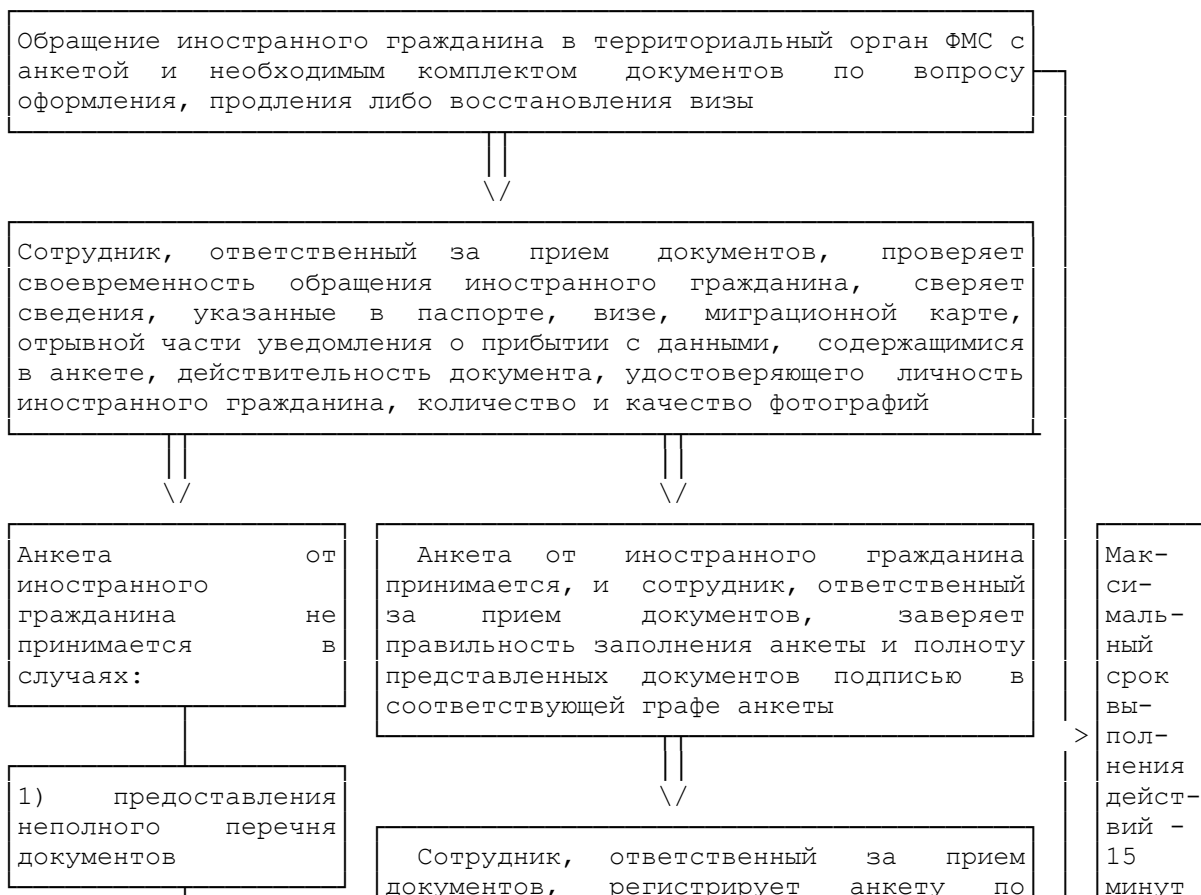 Обращение иностранного гражданина в территориальный орган ФМС с
анкетой и необходимым комплектом документов по вопросу
оформления, продления либо восстановления визы
Сотрудник, ответственный за прием документов, проверяет
своевременность обращения иностранного гражданина, сверяет
сведения, указанные в паспорте, визе, миграционной карте,
отрывной части уведомления о прибытии с данными, содержащимися
в анкете, действительность документа, удостоверяющего личность
иностранного гражданина, количество и качество фотографий
Анкета от
иностранного
гражданина не
принимается в
случаях:
1) предоставления
неполного перечня
документов
Анкета от иностранного гражданина
принимается, и сотрудник, ответственный
за прием документов, заверяет
правильность заполнения анкеты и полноту
представленных документов подписью в
соответствующей графе анкеты
Сотрудник, ответственный за прием
документов, регистрирует анкету по
Мак-
си-
маль-
ный
срок
вы-
пол-
нения
дейст-
вий -
15
минут